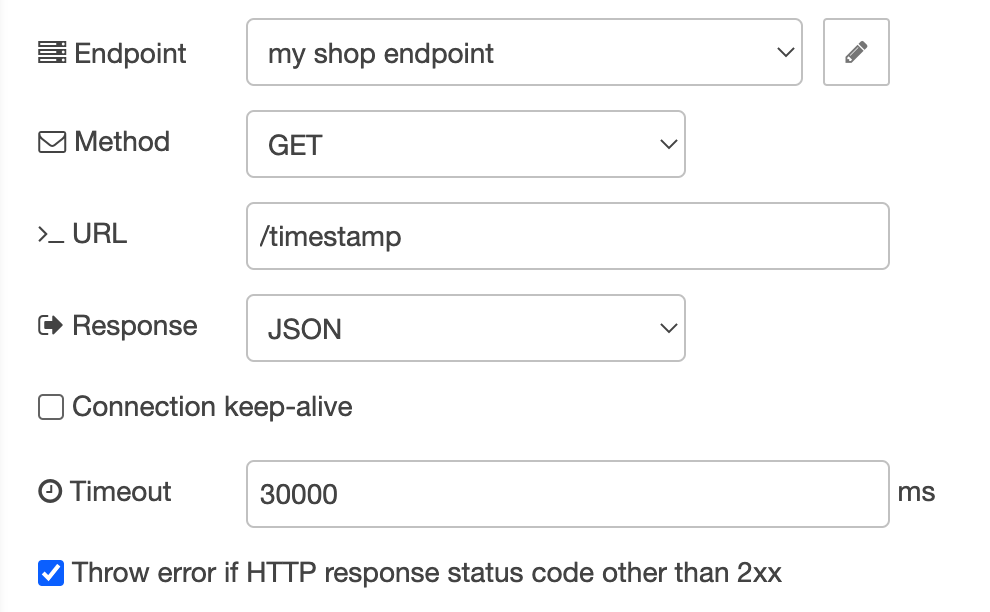 Endpoint my shop endpoint
Method GET
URL /timestamp
Response JSON
Connection keep-alive
Timeout 30000 ms
Throw error if HTTP response status code other than 2xx